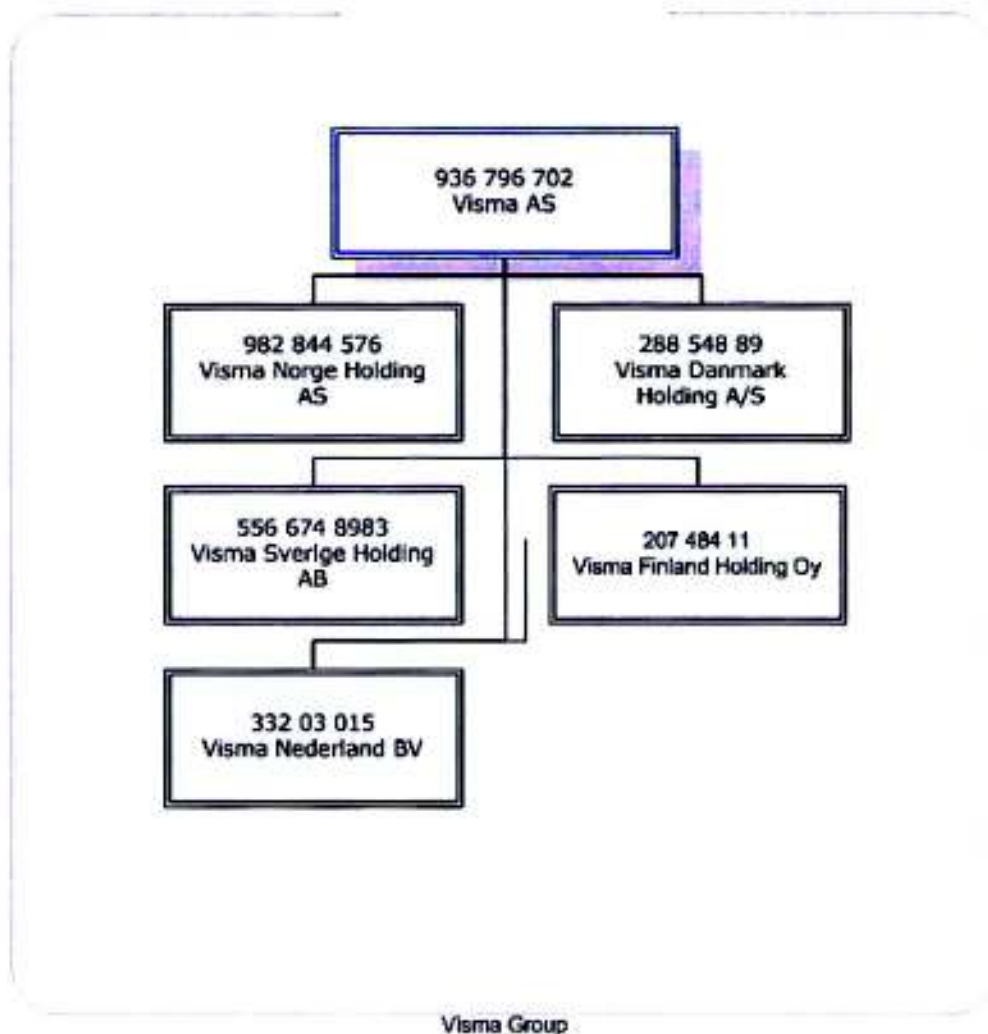 936 796 702
Visma AS
982 844 576
Visma Norge Holding
AS
288 548 89
Visma Danmark
Holding A/S
556 674 8983
Visma Sverige Holding
AB
207 484 11
Visma Finland Holding Oy
332 03 015
Visma Nederland BV
Visma Group